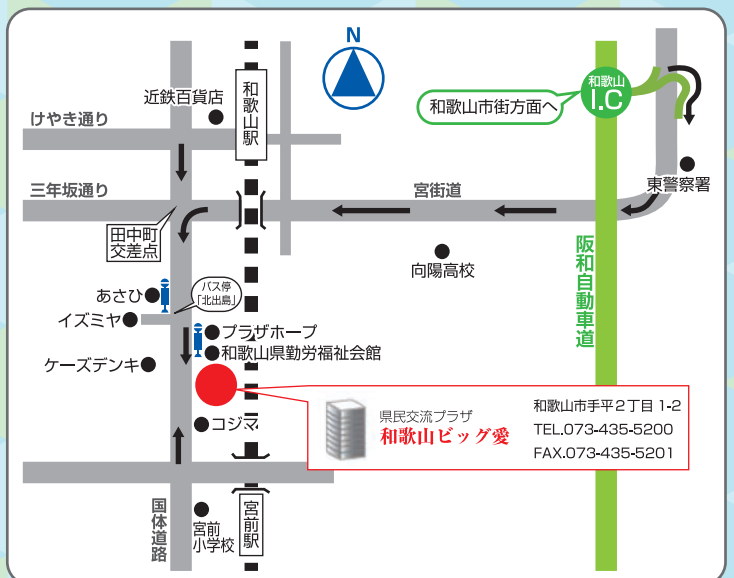 N
近鉄百貨店
和歌山駅
和歌山
I.C
和歌山市街方面へ
けやき通り
三年坂通り
宮街道
東警察署
田中町
交差点
向陽高校
阪和自動車道
あさひ
バス停
「北出島」
イズミヤ
プラザホープ
和歌山県勤労福祉会館
ケーズデンキ
県民交流プラザ
和歌山ビッグ愛
和歌山市手平2丁目 1-2
TEL.073-435-5200
FAX.073-435-5201
コジマ
国体道路
宮前
小学校
宮前駅